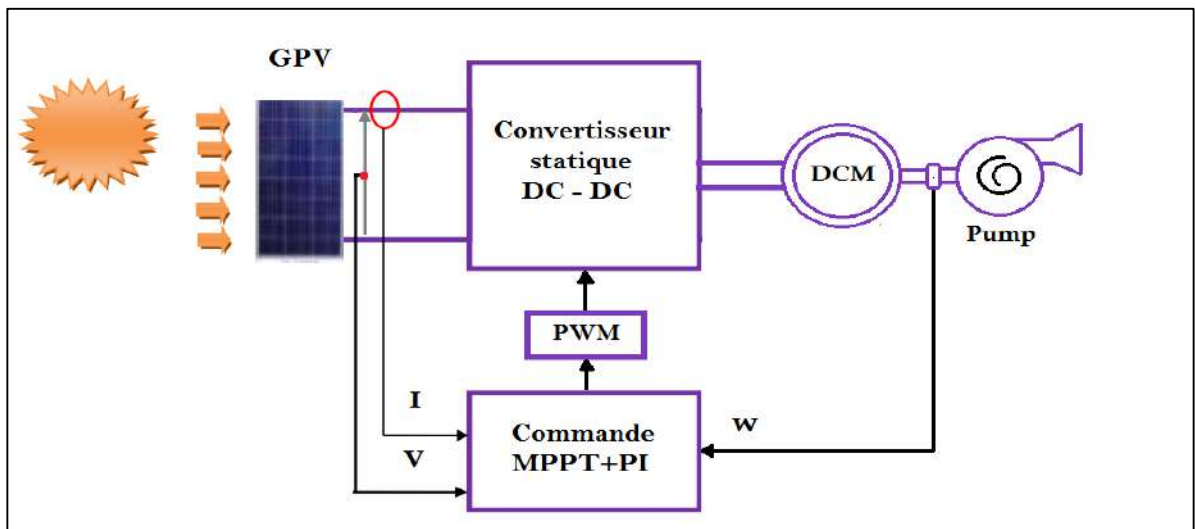 GPV
Convertisseur
statique
DC - DC
DCM
Pump
PWM
I
V
Commande
MPPT+PI
w